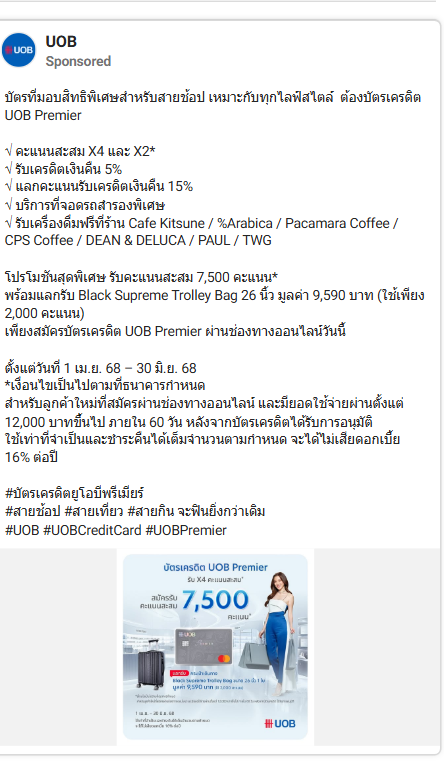 UOB
UOB
Sponsored
บัตรที่มอบสิทธิพิเศษสำหรับสายช้อป เหมาะกับทุกไลฟ์สไตล์ ต้องบัตรเครดิต
UOB Premier
√ คะแนนสะสม X4 และ X2*
√ รับเครดิตเงินคืน 5%
√ แลกคะแนนรับเครดิตเงินคืน 15%
√ บริการที่จอดรถสำรองพิเศษ
√ รับเครื่องดื่มฟรีที่ร้าน Cafe Kitsune / %Arabica / Pacamara Coffee /
CPS Coffee / DEAN & DELUCA / PAUL / TWG
โปรโมชันสุดพิเศษ รับคะแนนสะสม 7,500 คะแนน*
พร้อมแลกรับ Black Supreme Trolley Bag 26 นิ้ว มูลค่า 9,590 บาท (ใช้เพียง
2,000 คะแนน)
เพียงสมัครบัตรเครดิต UOB Premier ผ่านช่องทางออนไลน์วันนี้
ตั้งแต่วันที่ 1 เม.ย. 68 – 30 มิ.ย. 68
*เงื่อนไขเป็นไปตามที่ธนาคารกำหนด
สำหรับลูกค้าใหม่ที่สมัครผ่านช่องทางออนไลน์ และมียอดใช้จ่ายผ่านตั้งแต่
12,000 บาทขึ้นไป ภายใน 60 วัน หลังจากบัตรเครดิตได้รับการอนุมัติ
ใช้เท่าที่จำเป็นและชำระคืนได้เต็มจำนวนตามกำหนด จะได้ไม่เสียดอกเบี้ย
16% ต่อปี
#บัตรเครดิตยูโอบีพรีเมียร์
#สายช้อป #สายเที่ยว #สายกิน จะฟินยิ่งกว่าเดิม
#UOB #UOBCreditCard #UOBPremier
บัตรเครดิต UOB Premier
รับ X4 คะแนนสะสม*
สมัครรับ
คะแนนสะสม 7,500
คะแนน*
UOB
Black Supreme Trolley Bag ขนาด 26 นิ้ว 1 ใบ
มูลค่า 9,590 บาท
1 เม.ย. - 30 มิ.ย. 68
UOB